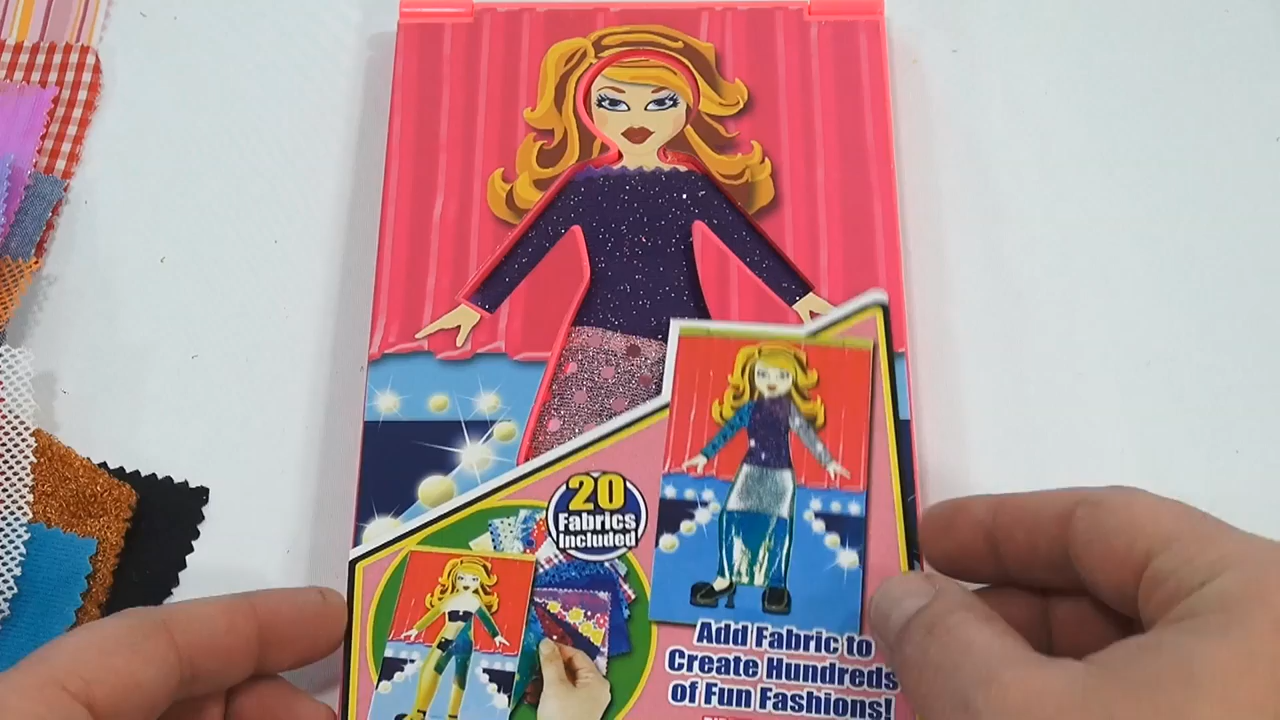 20
Fabrics
Included
Add Fabric to
Create Hundreds
of Fun Fashions!